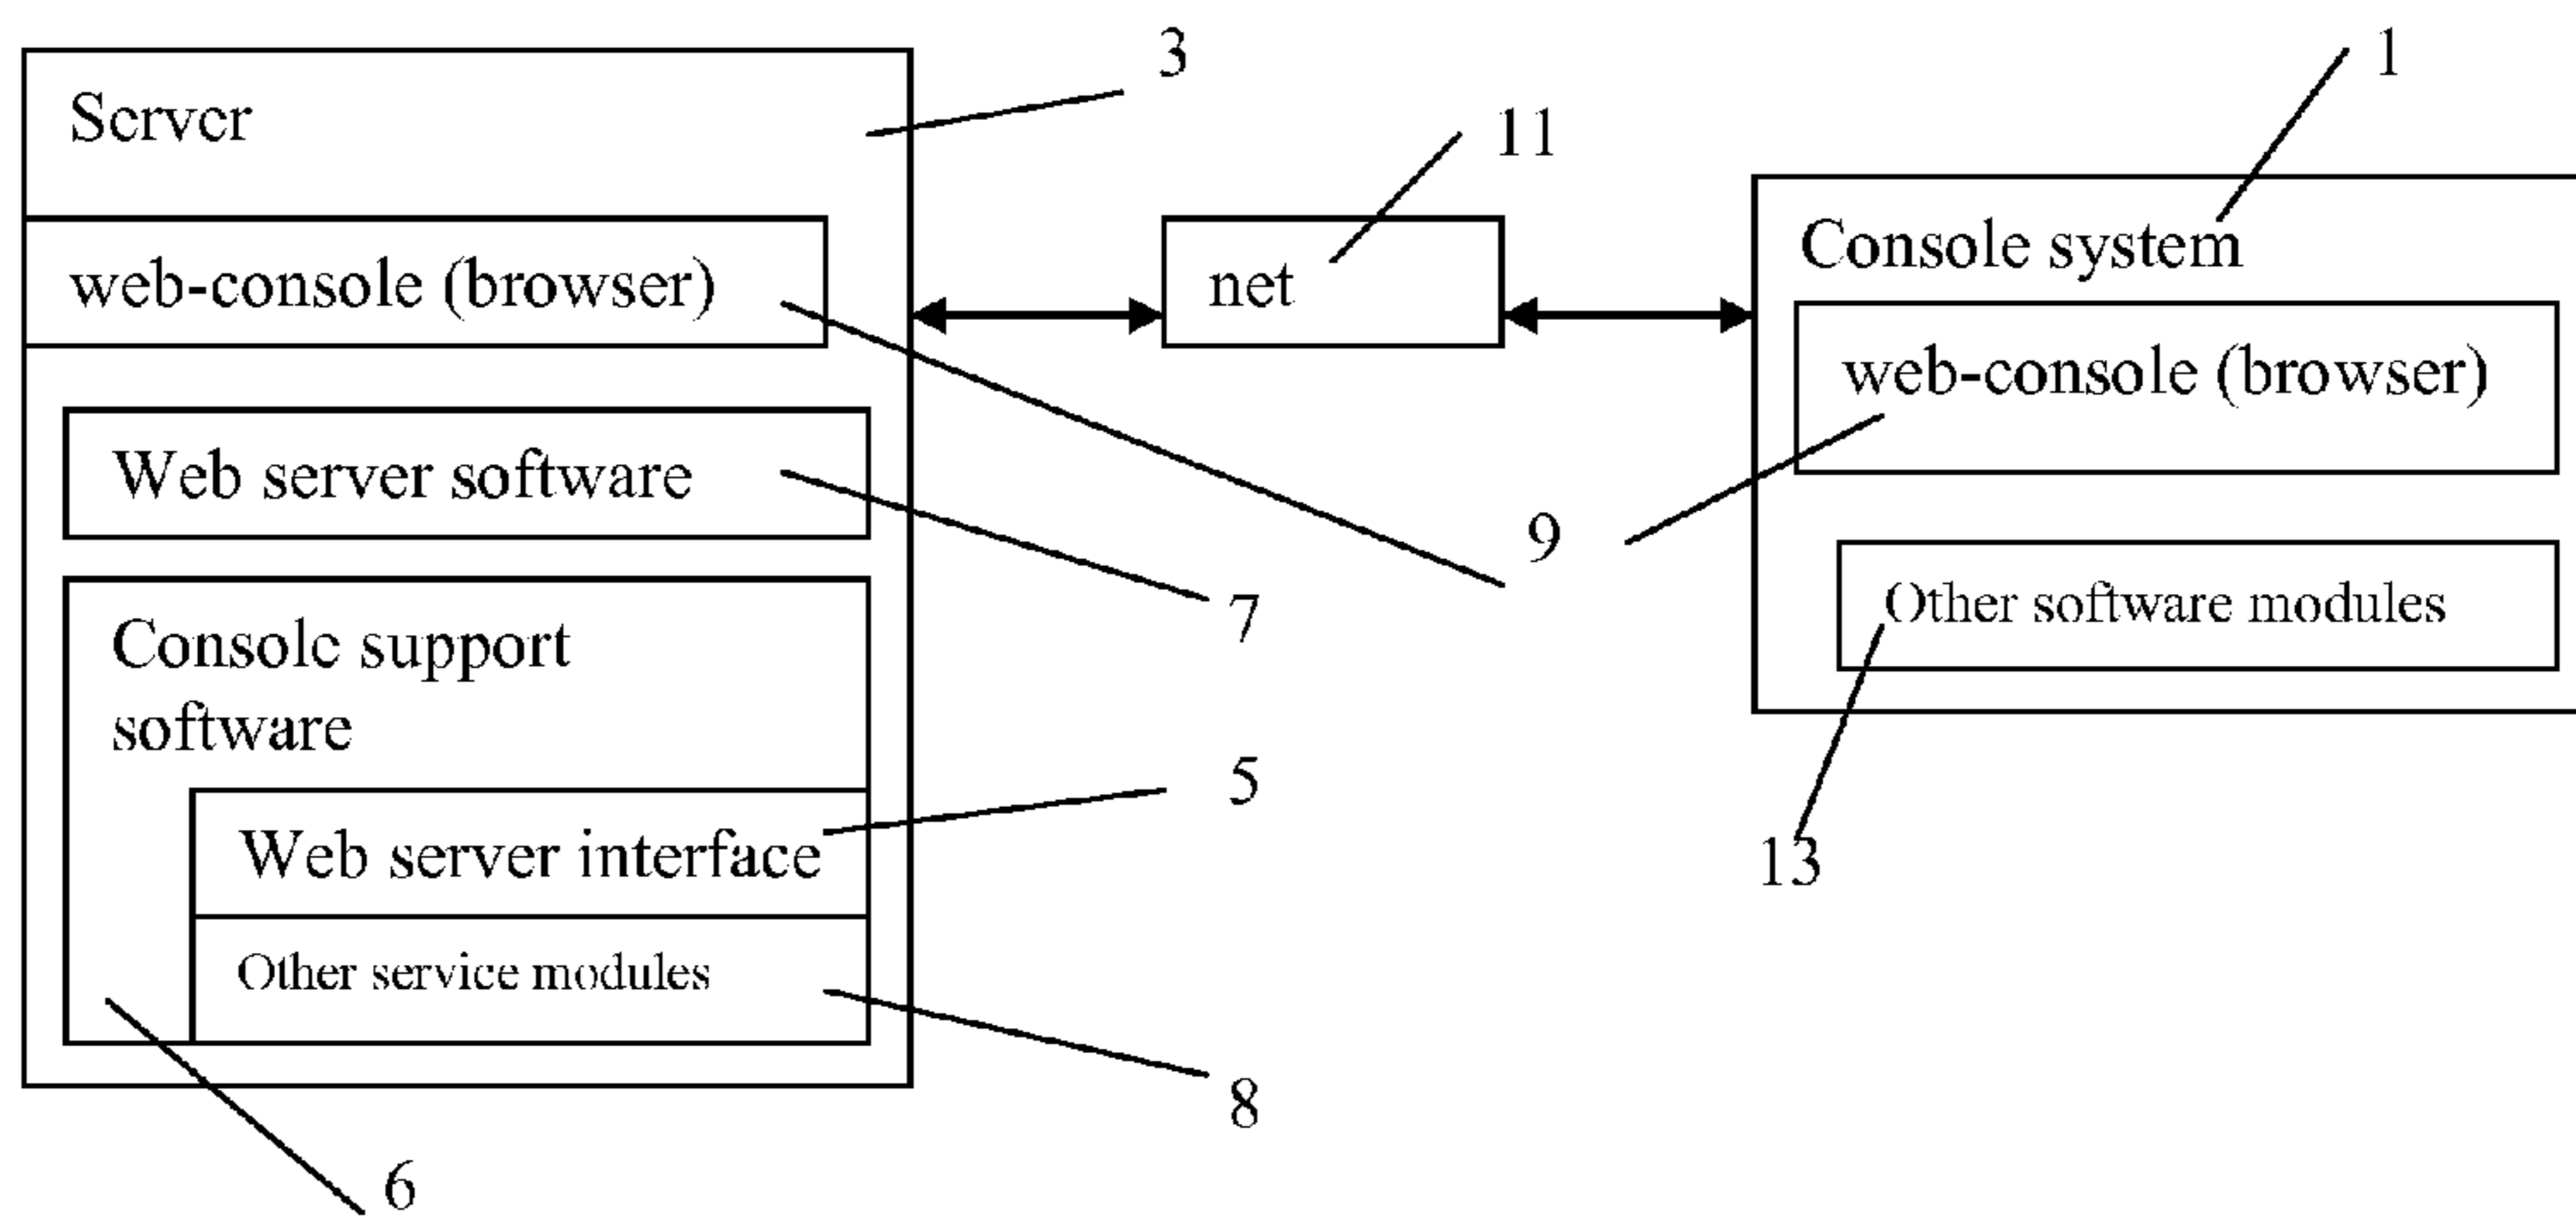 Server
3
web-console (browser)
Web server software
7
Console support
software
Web server interface
5
Other service modules
8
6
net
11
9
Console system
1
web-console (browser)
Other software modules
13